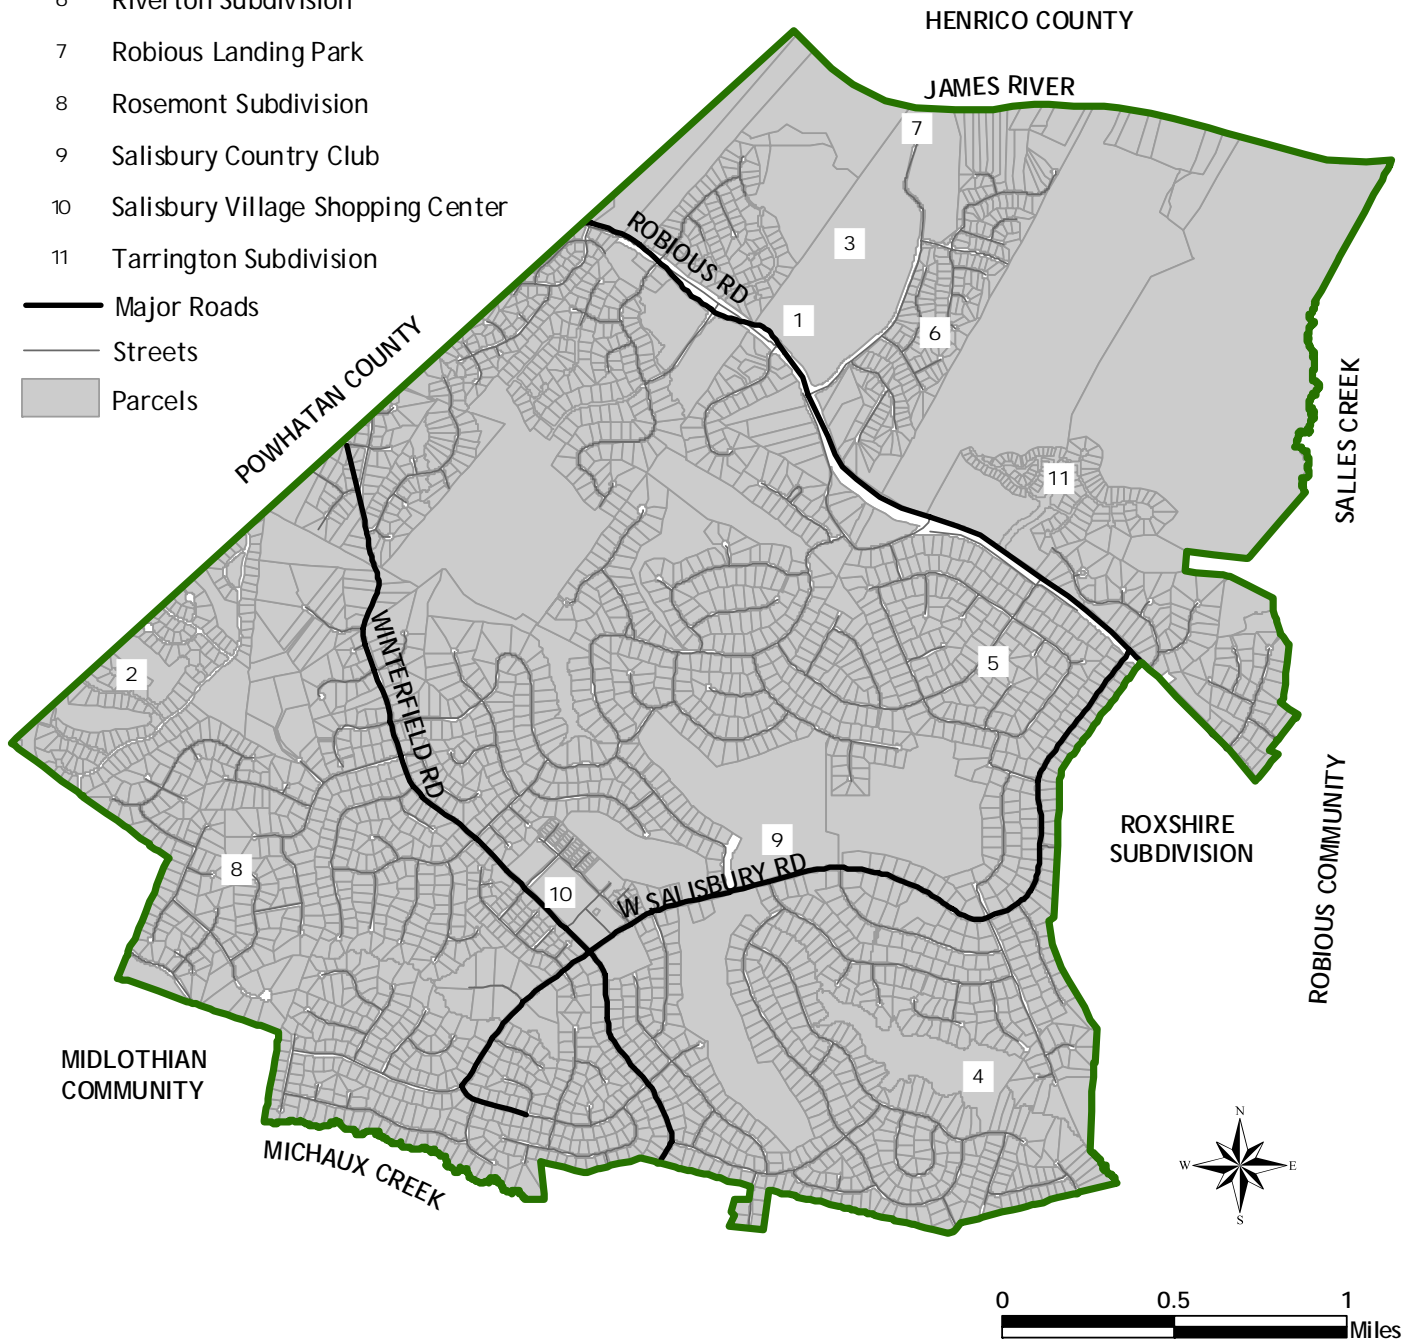 6 Riverton Subdivision
7 Robious Landing Park
8 Rosemont Subdivision
9 Salisbury Country Club
10 Salisbury Village Shopping Center
11 Tarrington Subdivision
Major Roads
Streets
Parcels
HENRICO COUNTY
JAMES RIVER
7
ROBIOUS RD
3
1
6
POWHATAN COUNTY
SALLES CREEK
11
WINTERFIELD RD
2
5
ROBIOUS COMMUNITY
ROXSHIRE
SUBDIVISION
9
8
W SALISBURY RD
10
MIDLOTHIAN
COMMUNITY
4
MICHAUX CREEK
N
W E
S
0 0.5 1
Miles